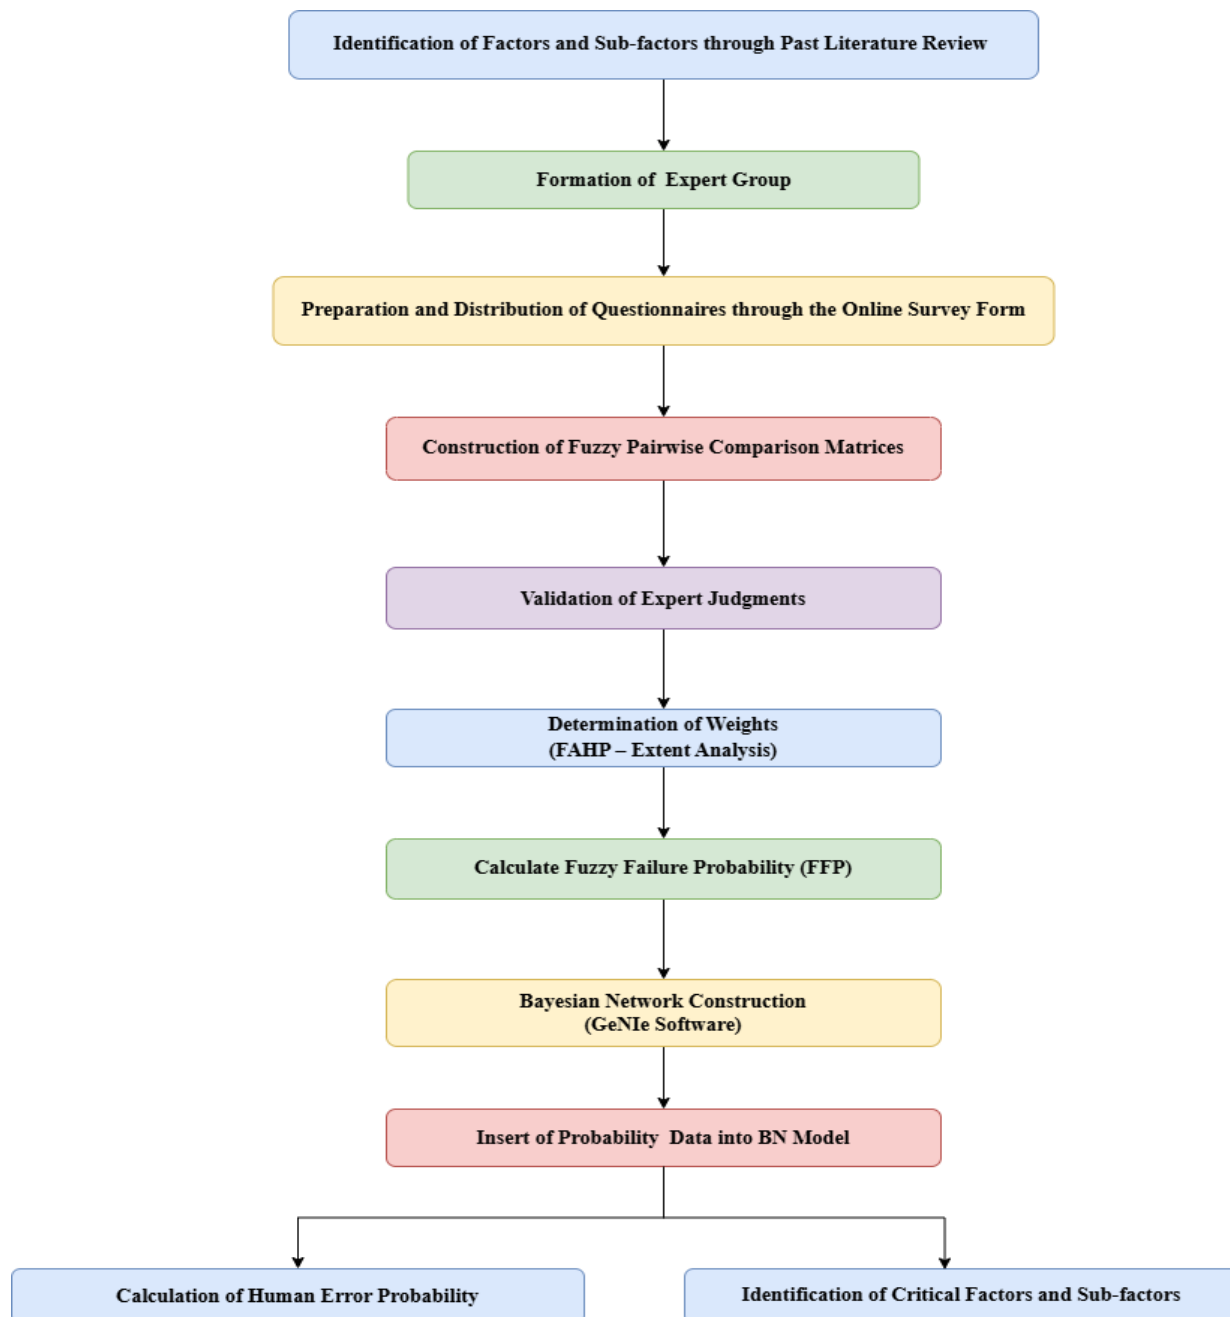 Identification of Factors and Sub-factors through Past Literature Review
Formation of Expert Group
Preparation and Distribution of Questionnaires through the Online Survey Form
Construction of Fuzzy Pairwise Comparison Matrices
Validation of Expert Judgments
Determination of Weights
(FAHP – Extent Analysis)
Calculate Fuzzy Failure Probability (FFP)
Bayesian Network Construction
(GeNIe Software)
Insert of Probability Data into BN Model
Calculation of Human Error Probability
Identification of Critical Factors and Sub-factors